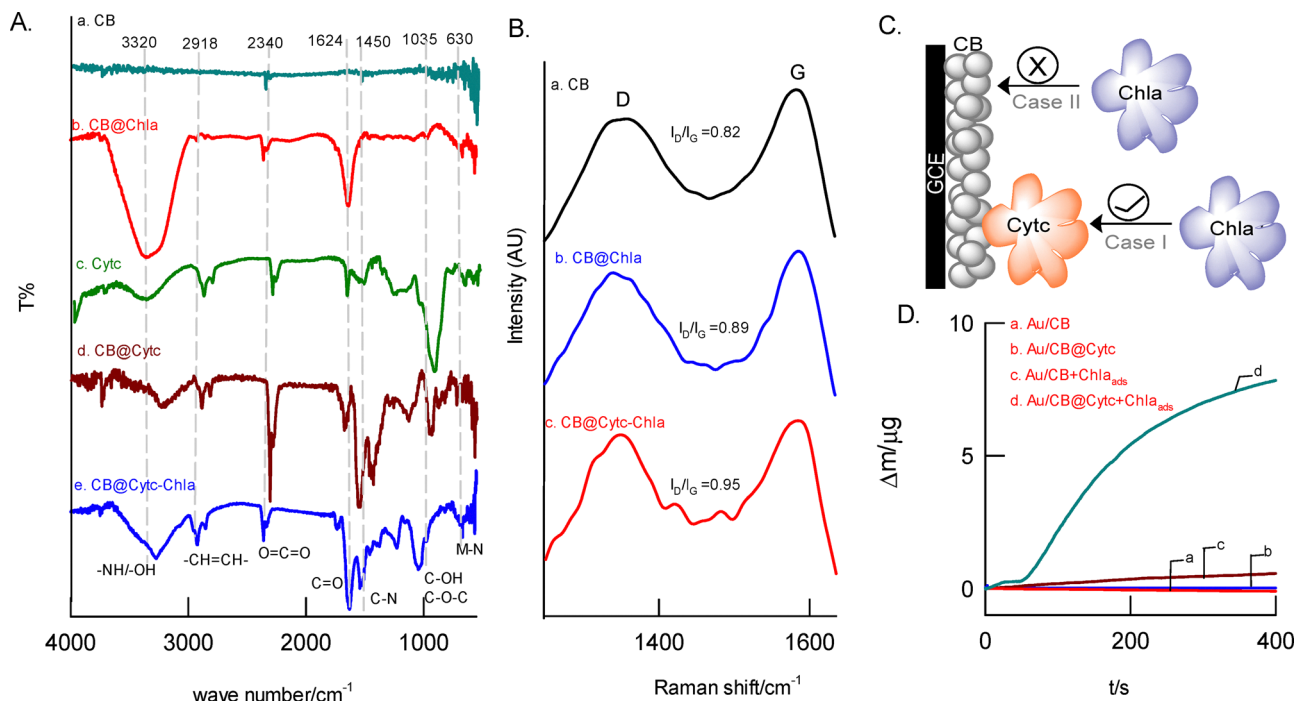 A.
a. CB
3320 2918 2340 1624 1450 1035 630
b. CB@Chla
c. Cytc
d. CB@Cytc
e. CB@Cytc-Chla
-NH/-OH
-CH=CH-
O=C=O
C=O
C-N
C-OH
C-O-C
M-N
T%
4000 3000 2000 1000
wave number/cm⁻¹
B.
a. CB
D
G
I_D/I_G =0.82
b. CB@Chla
I_D/I_G =0.89
c. CB@Cytc-Chla
I_D/I_G =0.95
Intensity (AU)
1400 1600
Raman shift/cm⁻¹
C.
CB
GCE
X
Case II
Chla
Cytc
Case I
Chla
D.
10
5
0
a. Au/CB
b. Au/CB@Cytc
c. Au/CB+Chla_ads
d. Au/CB@Cytc+Chla_ads
d
a
c
b
Δm/µg
0 200 400
t/s